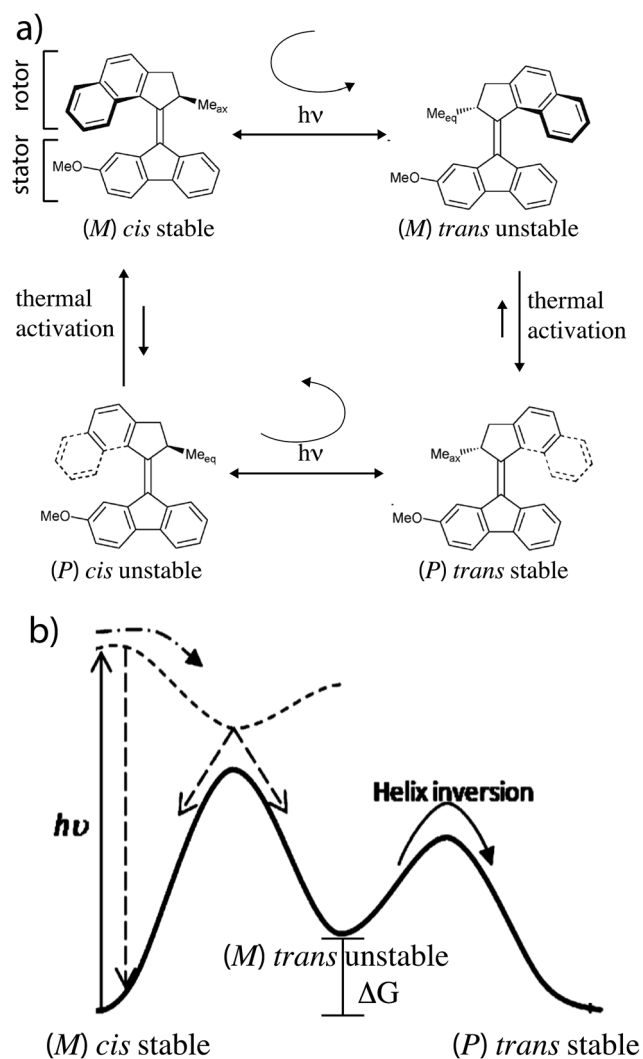 a)
rotor
stator
Me_ax
MeO
hν
Me_eq
MeO
(M) cis stable
(M) trans unstable
thermal
activation
thermal
activation
Me_eq
MeO
hν
Me_ax
MeO
(P) cis unstable
(P) trans stable
b)
hυ
Helix inversion
(M) trans unstable
ΔG
(M) cis stable
(P) trans stable